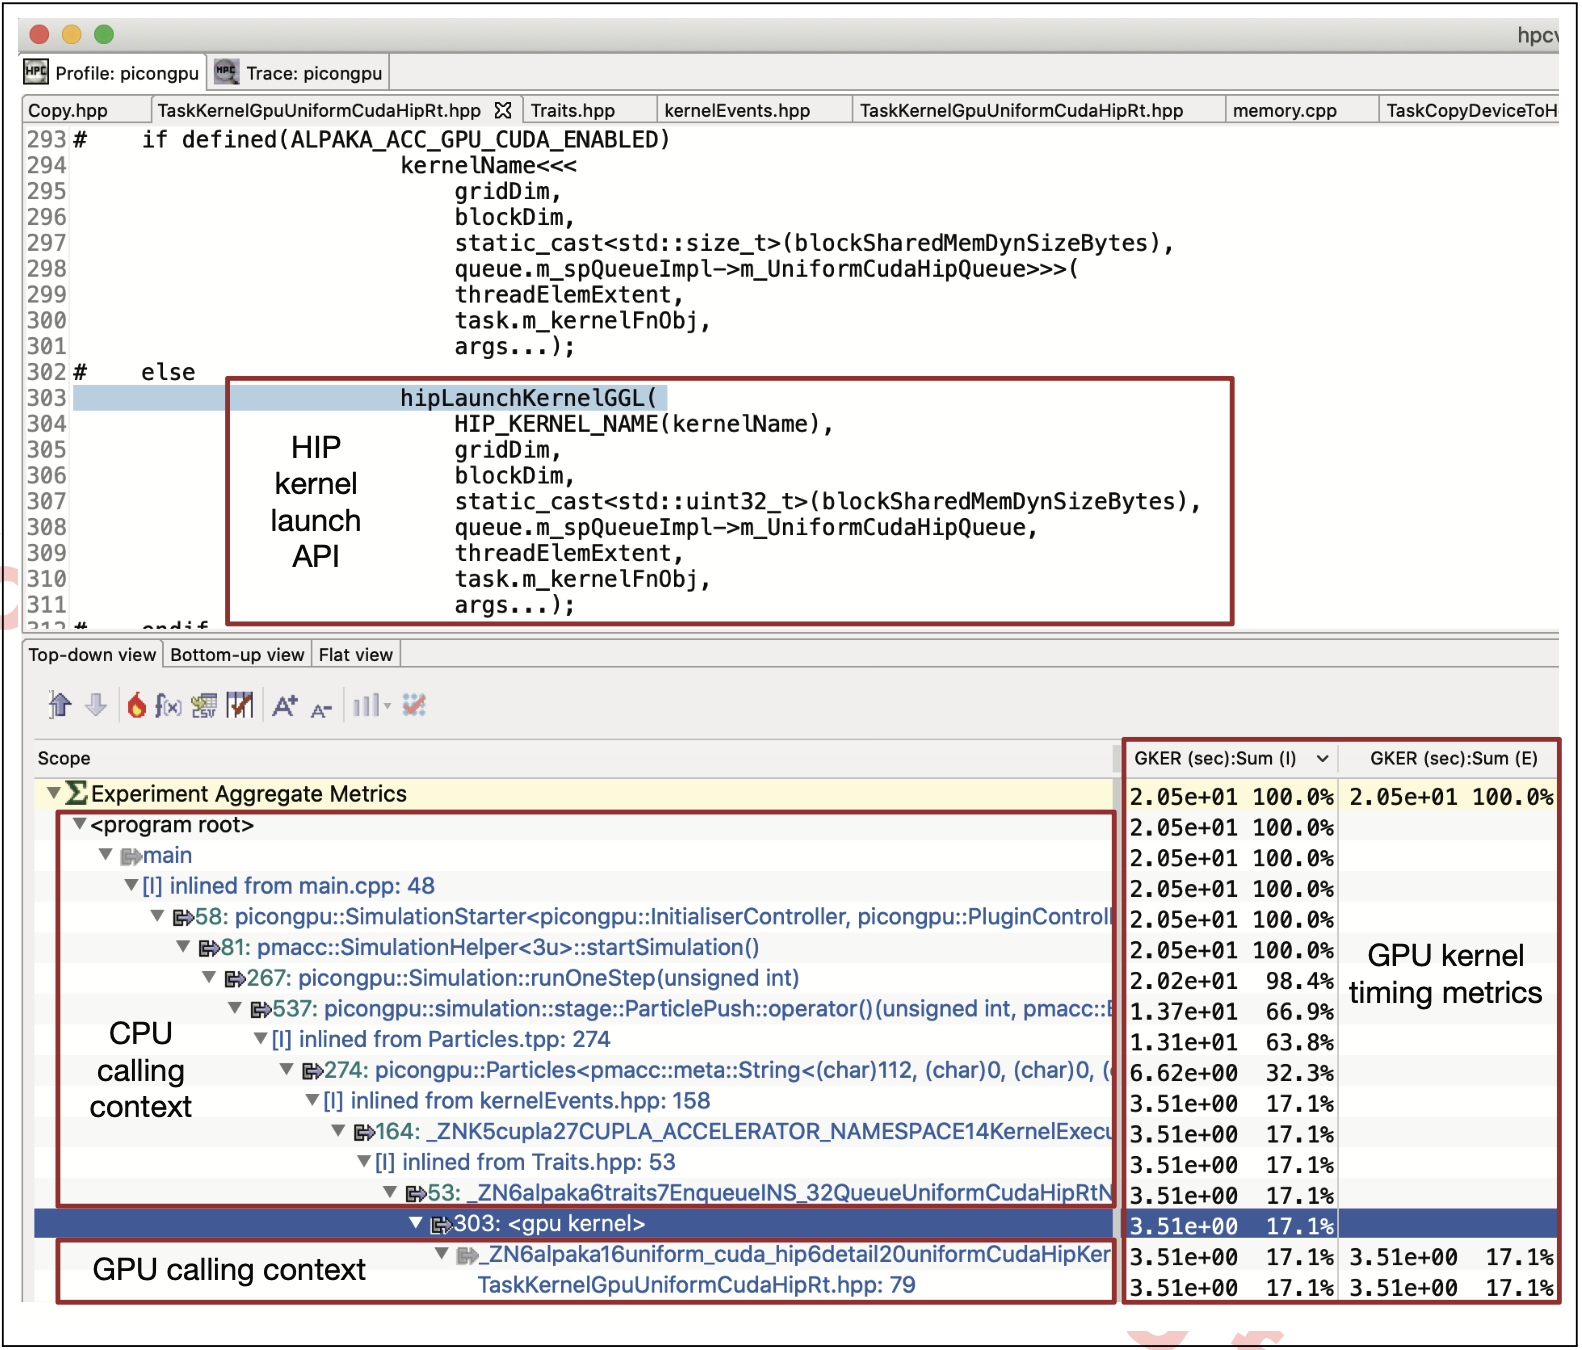 hpcv
Profile: picongpu Trace: picongpu
Copy.hpp TaskKernelGpuUniformCudaHipRt.hpp Traits.hpp kernelEvents.hpp TaskKernelGpuUniformCudaHipRt.hpp memory.cpp TaskCopyDeviceToH
293 # if defined(ALPAKA_ACC_GPU_CUDA_ENABLED)
294 kernelName<<<
295 gridDim,
296 blockDim,
297 static_cast<std::size_t>(blockSharedMemDynSizeBytes),
298 queue.m_spQueueImpl->m_UniformCudaHipQueue>>>(
299 threadElemExtent,
300 task.m_kernelFnObj,
301 args...);
302 # else
303 hipLaunchKernelGGL(
304 HIP_KERNEL_NAME(kernelName),
305 gridDim,
306 blockDim,
307 static_cast<std::uint32_t>(blockSharedMemDynSizeBytes),
308 queue.m_spQueueImpl->m_UniformCudaHipQueue,
309 threadElemExtent,
310 task.m_kernelFnObj,
311 args...);
312 # endif
HIP
kernel
launch
API
Top-down view Bottom-up view Flat view
Scope GKER (sec):Sum (I) GKER (sec):Sum (E)
Experiment Aggregate Metrics 2.05e+01 100.0% 2.05e+01 100.0%
<program root> 2.05e+01 100.0%
main 2.05e+01 100.0%
[I] inlined from main.cpp: 48 2.05e+01 100.0%
58: picongpu::SimulationStarter<picongpu::InitialiserController, picongpu::PluginControll 2.05e+01 100.0%
81: pmacc::SimulationHelper<3u>::startSimulation() 2.05e+01 100.0%
267: picongpu::Simulation::runOneStep(unsigned int) 2.02e+01 98.4%
537: picongpu::simulation::stage::ParticlePush::operator()(unsigned int, pmacc::E 1.37e+01 66.9%
[I] inlined from Particles.tpp: 274 1.31e+01 63.8%
274: picongpu::Particles<pmacc::meta::String<(char)112, (char)0, (char)0, ( 6.62e+00 32.3%
[I] inlined from kernelEvents.hpp: 158 3.51e+00 17.1%
164: _ZNK5cupla27CUPLA_ACCELERATOR_NAMESPACE14KernelExecu 3.51e+00 17.1%
[I] inlined from Traits.hpp: 53 3.51e+00 17.1%
53: _ZN6alpaka6traits7EnqueueINS_32QueueUniformCudaHipRtN 3.51e+00 17.1%
303: <gpu kernel> 3.51e+00 17.1%
_ZN6alpaka16uniform_cuda_hip6detail20uniformCudaHipKer 3.51e+00 17.1% 3.51e+00 17.1%
TaskKernelGpuUniformCudaHipRt.hpp: 79 3.51e+00 17.1% 3.51e+00 17.1%
CPU
calling
context
GPU calling context
GPU kernel
timing metrics